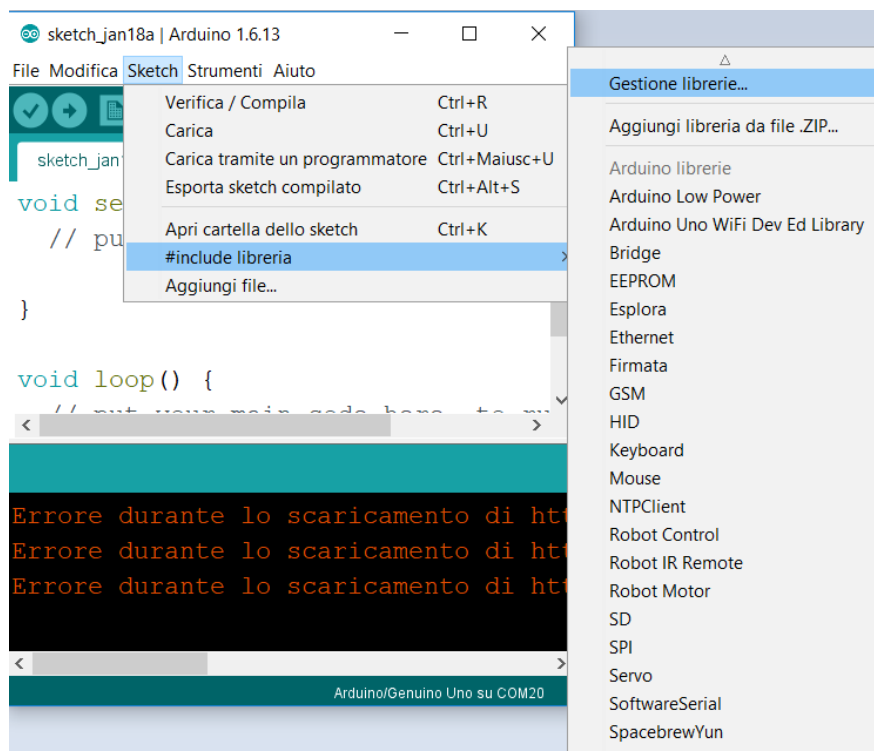 sketch_jan18a | Arduino 1.6.13
File Modifica Sketch Strumenti Aiuto
Verifica / Compila Ctrl+R
Carica Ctrl+U
Carica tramite un programmatore Ctrl+Maiusc+U
Esporta sketch compilato Ctrl+Alt+S
Apri cartella dello sketch Ctrl+K
#include libreria
Aggiungi file...
sketch_jan
void se
// pu
}
void loop() {
Errore durante lo scaricamento di htt
Errore durante lo scaricamento di htt
Errore durante lo scaricamento di htt
Arduino/Genuino Uno su COM20
Gestione librerie...
Aggiungi libreria da file .ZIP...
Arduino librerie
Arduino Low Power
Arduino Uno WiFi Dev Ed Library
Bridge
EEPROM
Esplora
Ethernet
Firmata
GSM
HID
Keyboard
Mouse
NTPClient
Robot Control
Robot IR Remote
Robot Motor
SD
SPI
Servo
SoftwareSerial
SpacebrewYun